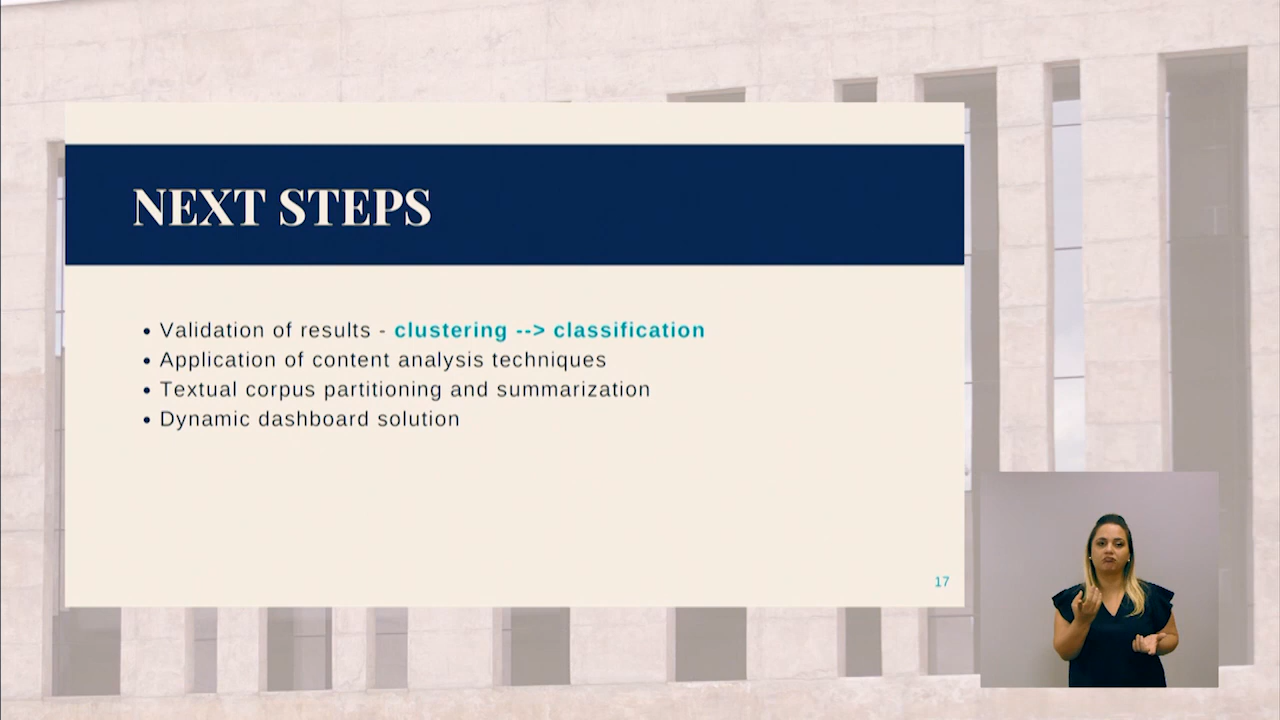 NEXT STEPS
• Validation of results - clustering --> classification
• Application of content analysis techniques
• Textual corpus partitioning and summarization
• Dynamic dashboard solution
17